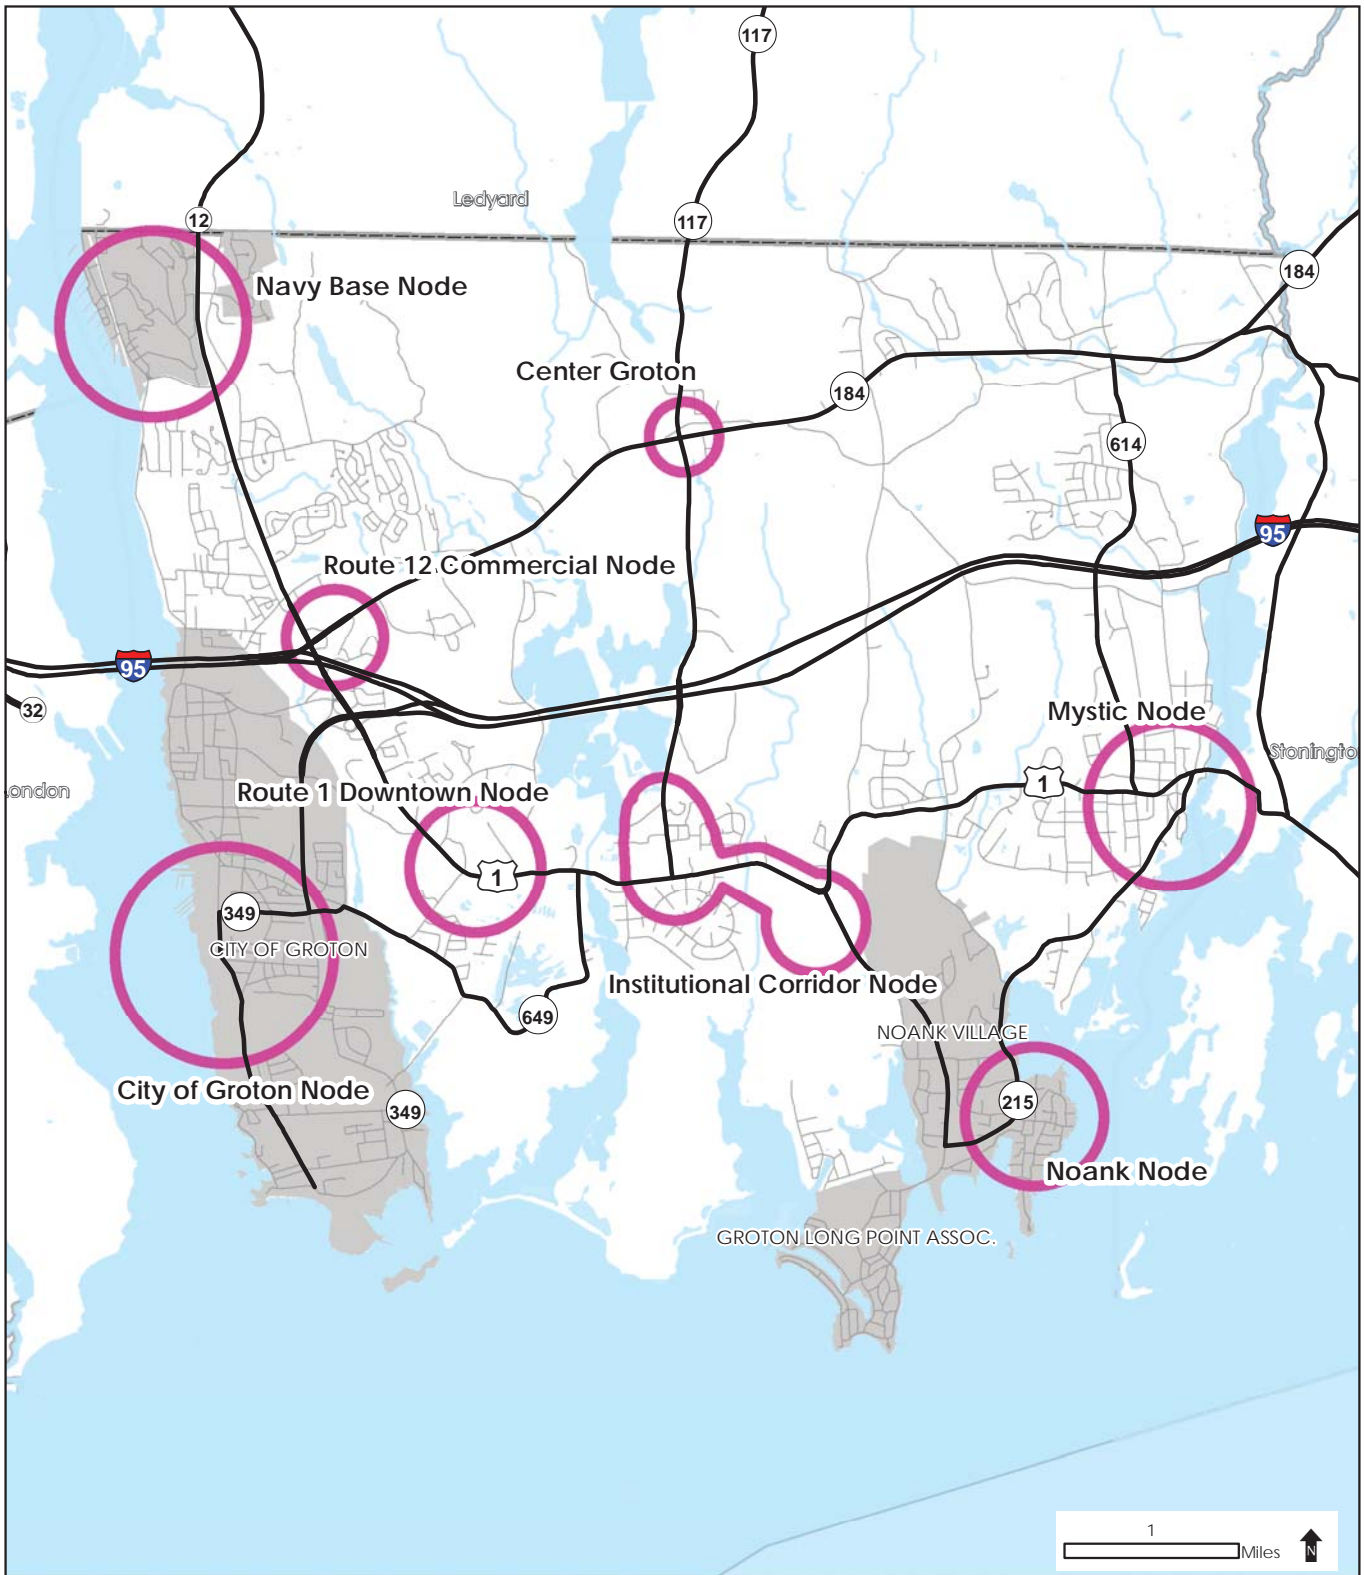 117
Ledyard
12
117
184
Navy Base Node
Center Groton
184
614
95
Route 12 Commercial Node
95
32
Mystic Node
Stoningto
1
ondon
Route 1 Downtown Node
1
349
CITY OF GROTON
Institutional Corridor Node
649
NOANK VILLAGE
City of Groton Node
349
215
Noank Node
GROTON LONG POINT ASSOC.
1
Miles
N